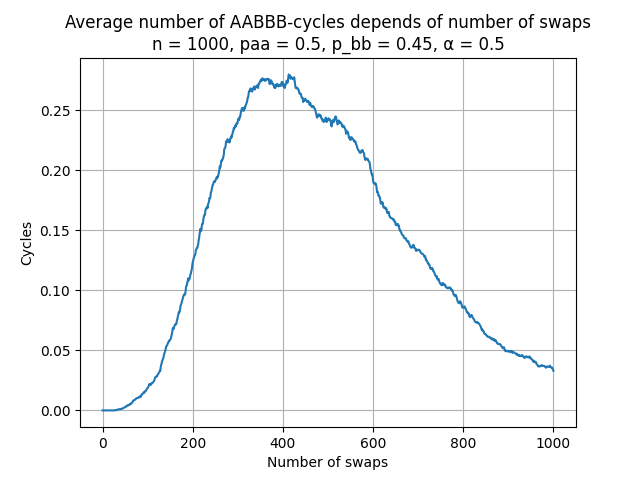 Average number of AABBB-cycles depends of number of swaps
n = 1000, paa = 0.5, p_bb = 0.45, α = 0.5
0.25
0.20
0.15
0.10
0.05
0.00
Cycles
0 200 400 600 800 1000
Number of swaps